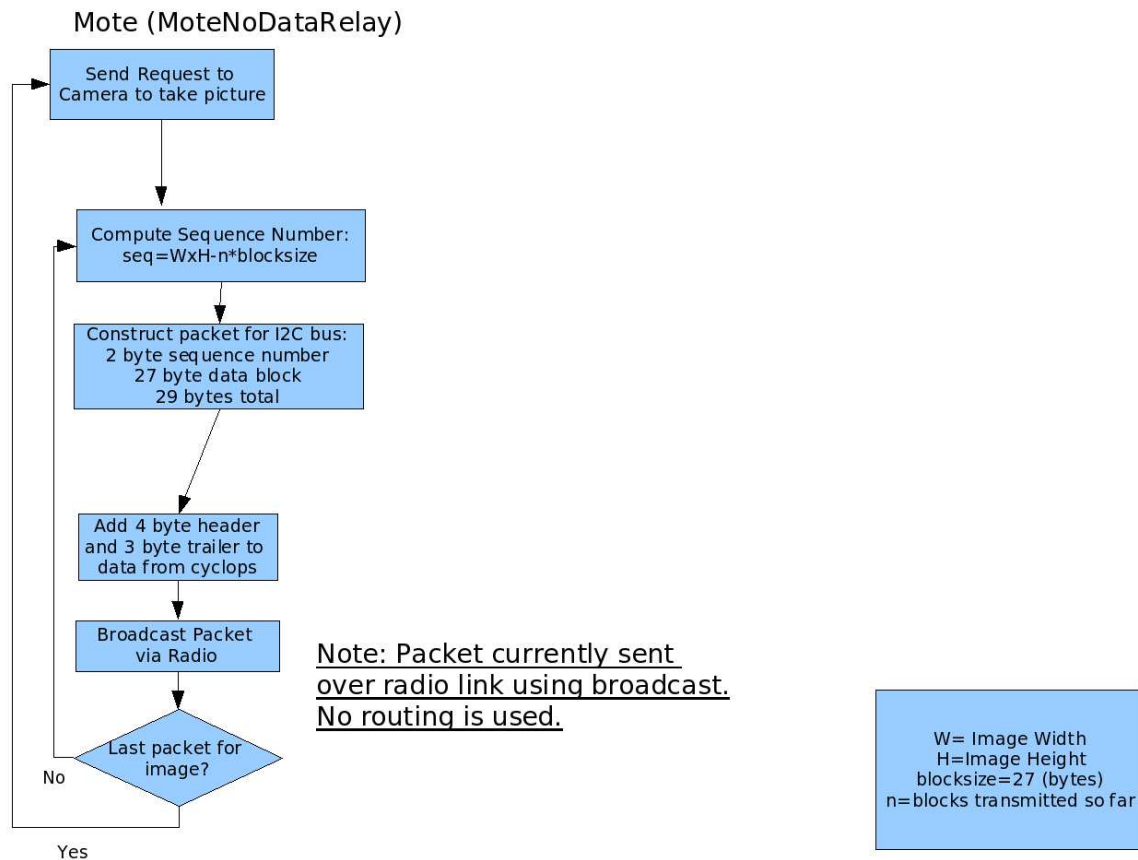 Mote (MoteNoDataRelay)
Send Request to
Camera to take picture
Compute Sequence Number:
seq=WxH-n*blocksize
Construct packet for I2C bus:
2 byte sequence number
27 byte data block
29 bytes total
Add 4 byte header
and 3 byte trailer to
data from cyclops
Broadcast Packet
via Radio
Note: Packet currently sent
over radio link using broadcast.
No routing is used.
Last packet for
image?
No
Yes
W= Image Width
H=Image Height
blocksize=27 (bytes)
n=blocks transmitted so far